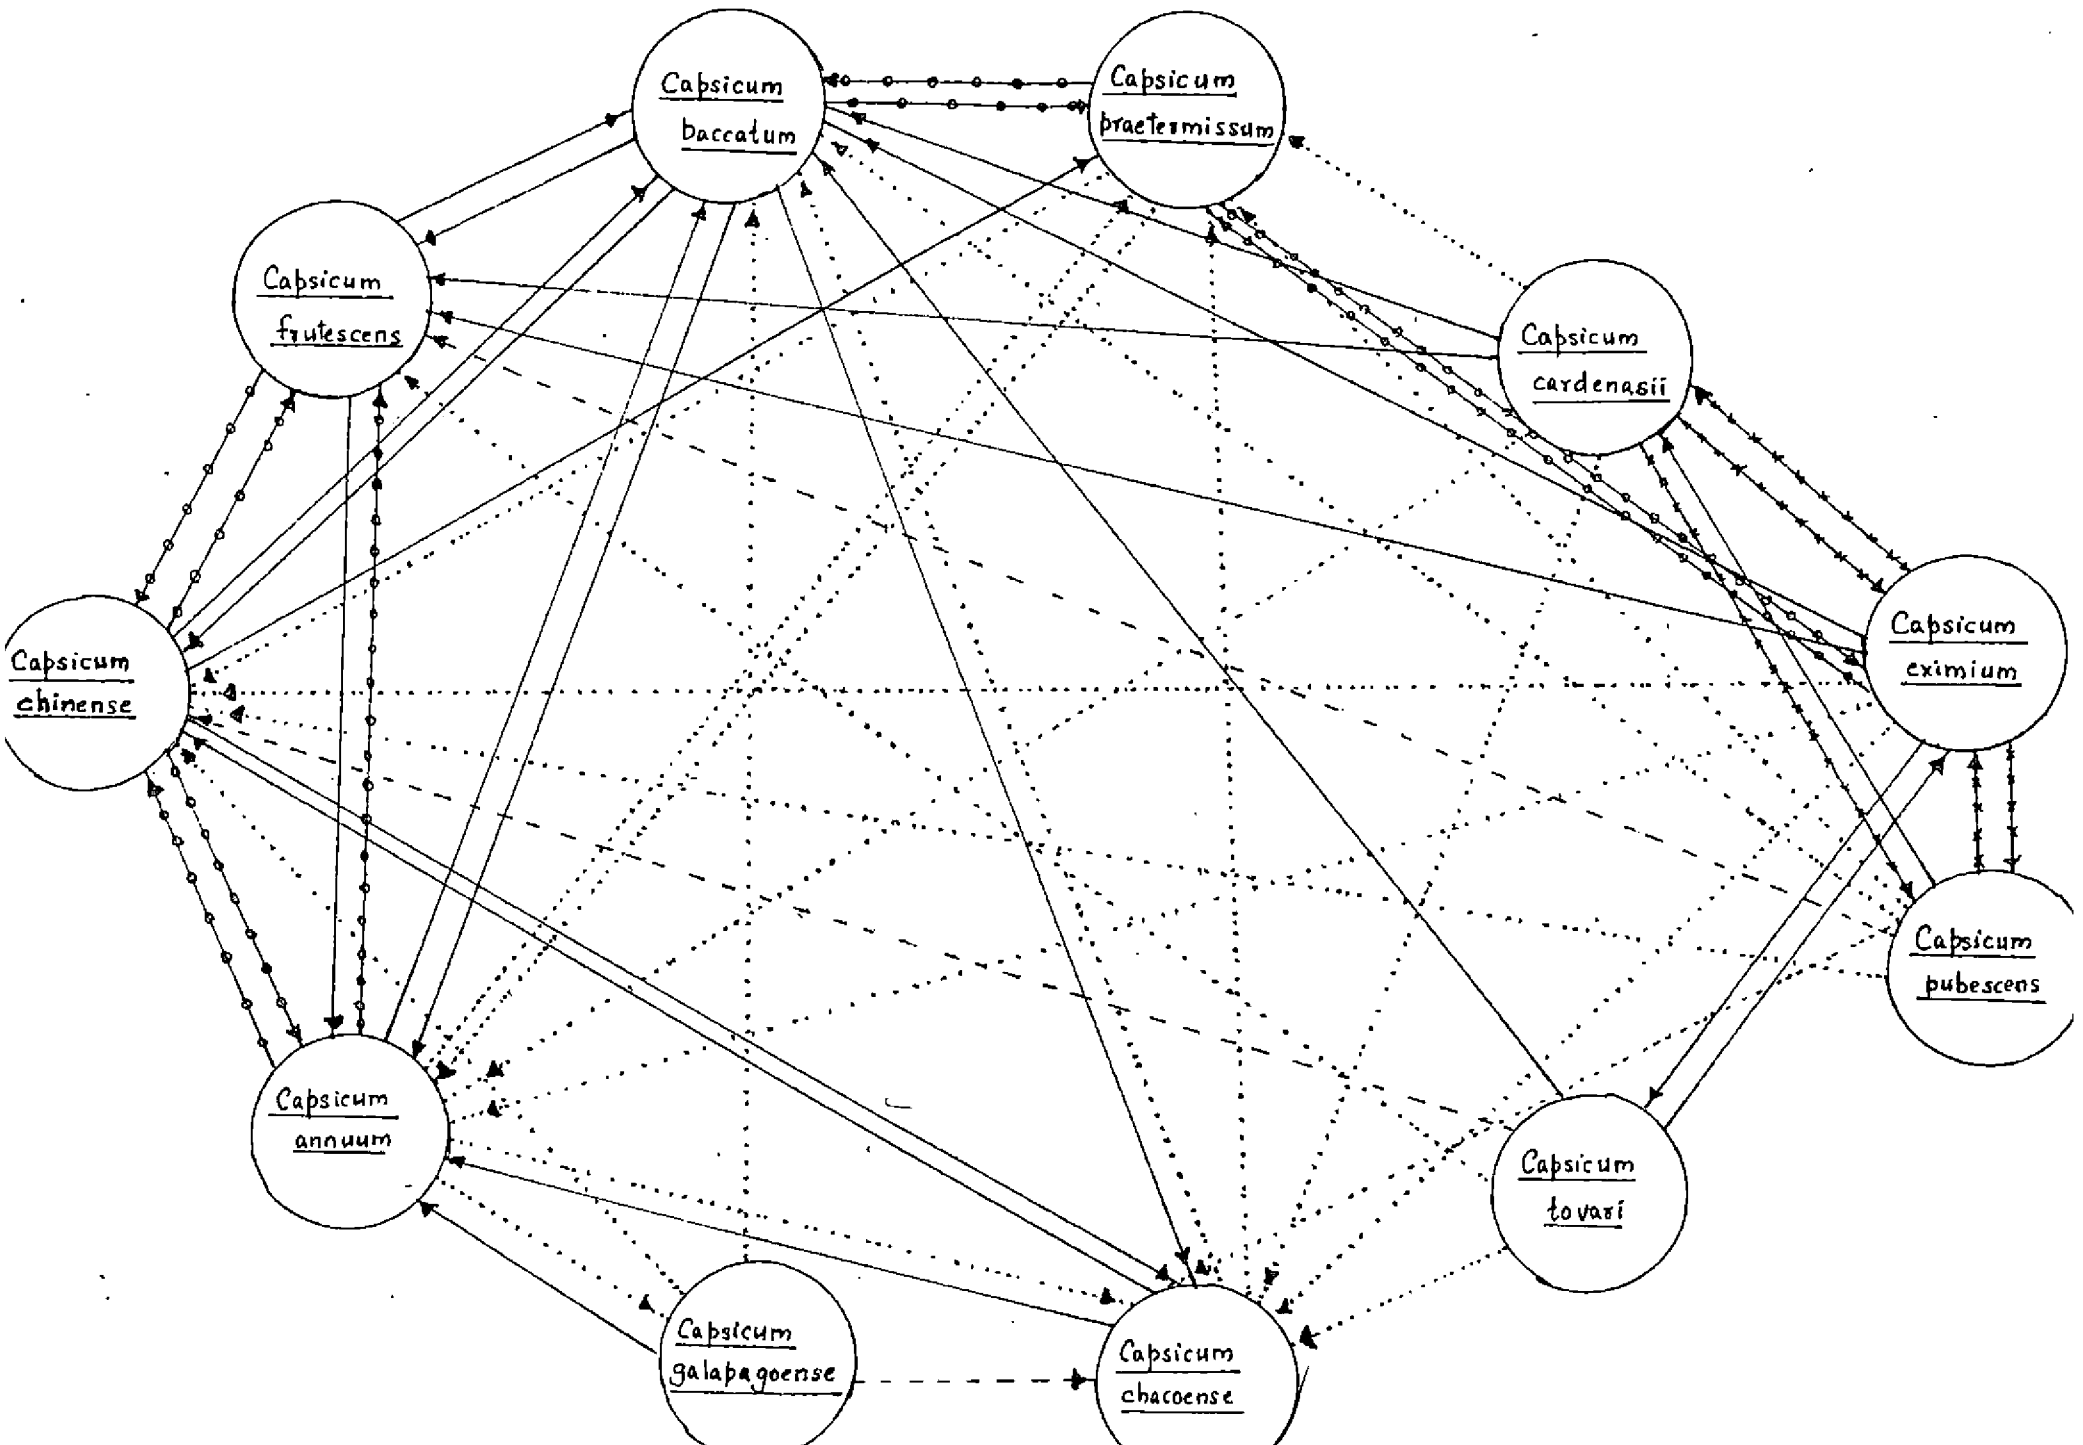 Capsicum
baccatum
Capsicum
praetermissum
Capsicum
frutescens
Capsicum
cardenasii
Capsicum
chinense
Capsicum
eximium
Capsicum
pubescens
Capsicum
annuum
Capsicum
tovari
Capsicum
galapagoense
Capsicum
chacoense